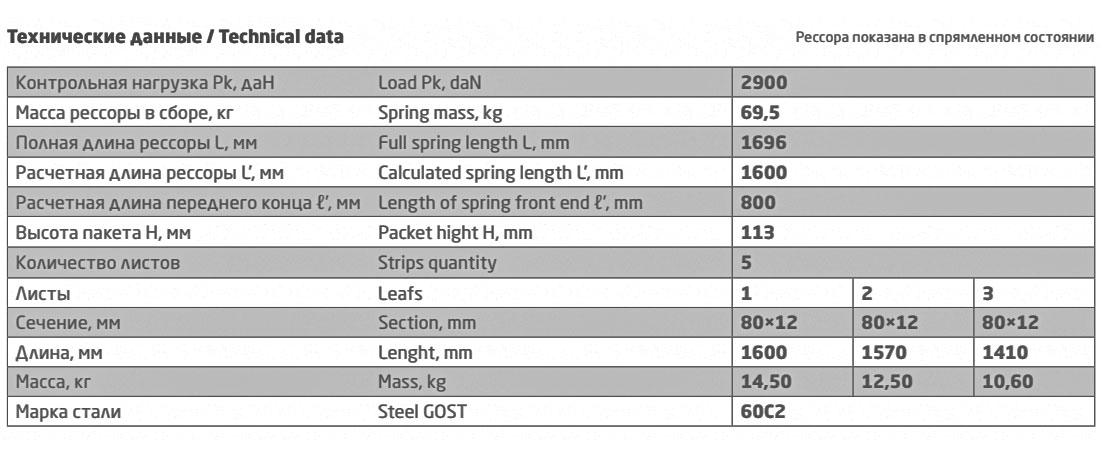 Технические данные / Technical data
Рессора показана в спрямленном состоянии
Контрольная нагрузка Pk, даН Load Pk, daN 2900
Масса рессоры в сборе, кг Spring mass, kg 69,5
Полная длина рессоры L, мм Full spring length L, mm 1696
Расчетная длина рессоры L', мм Calculated spring length L', mm 1600
Расчетная длина переднего конца ℓ', мм Length of spring front end ℓ', mm 800
Высота пакета H, мм Packet hight H, mm 113
Количество листов Strips quantity 5
Листы Leafs 1 2 3
Сечение, мм Section, mm 80×12 80×12 80×12
Длина, мм Lenght, mm 1600 1570 1410
Масса, кг Mass, kg 14,50 12,50 10,60
Марка стали Steel GOST 60С2